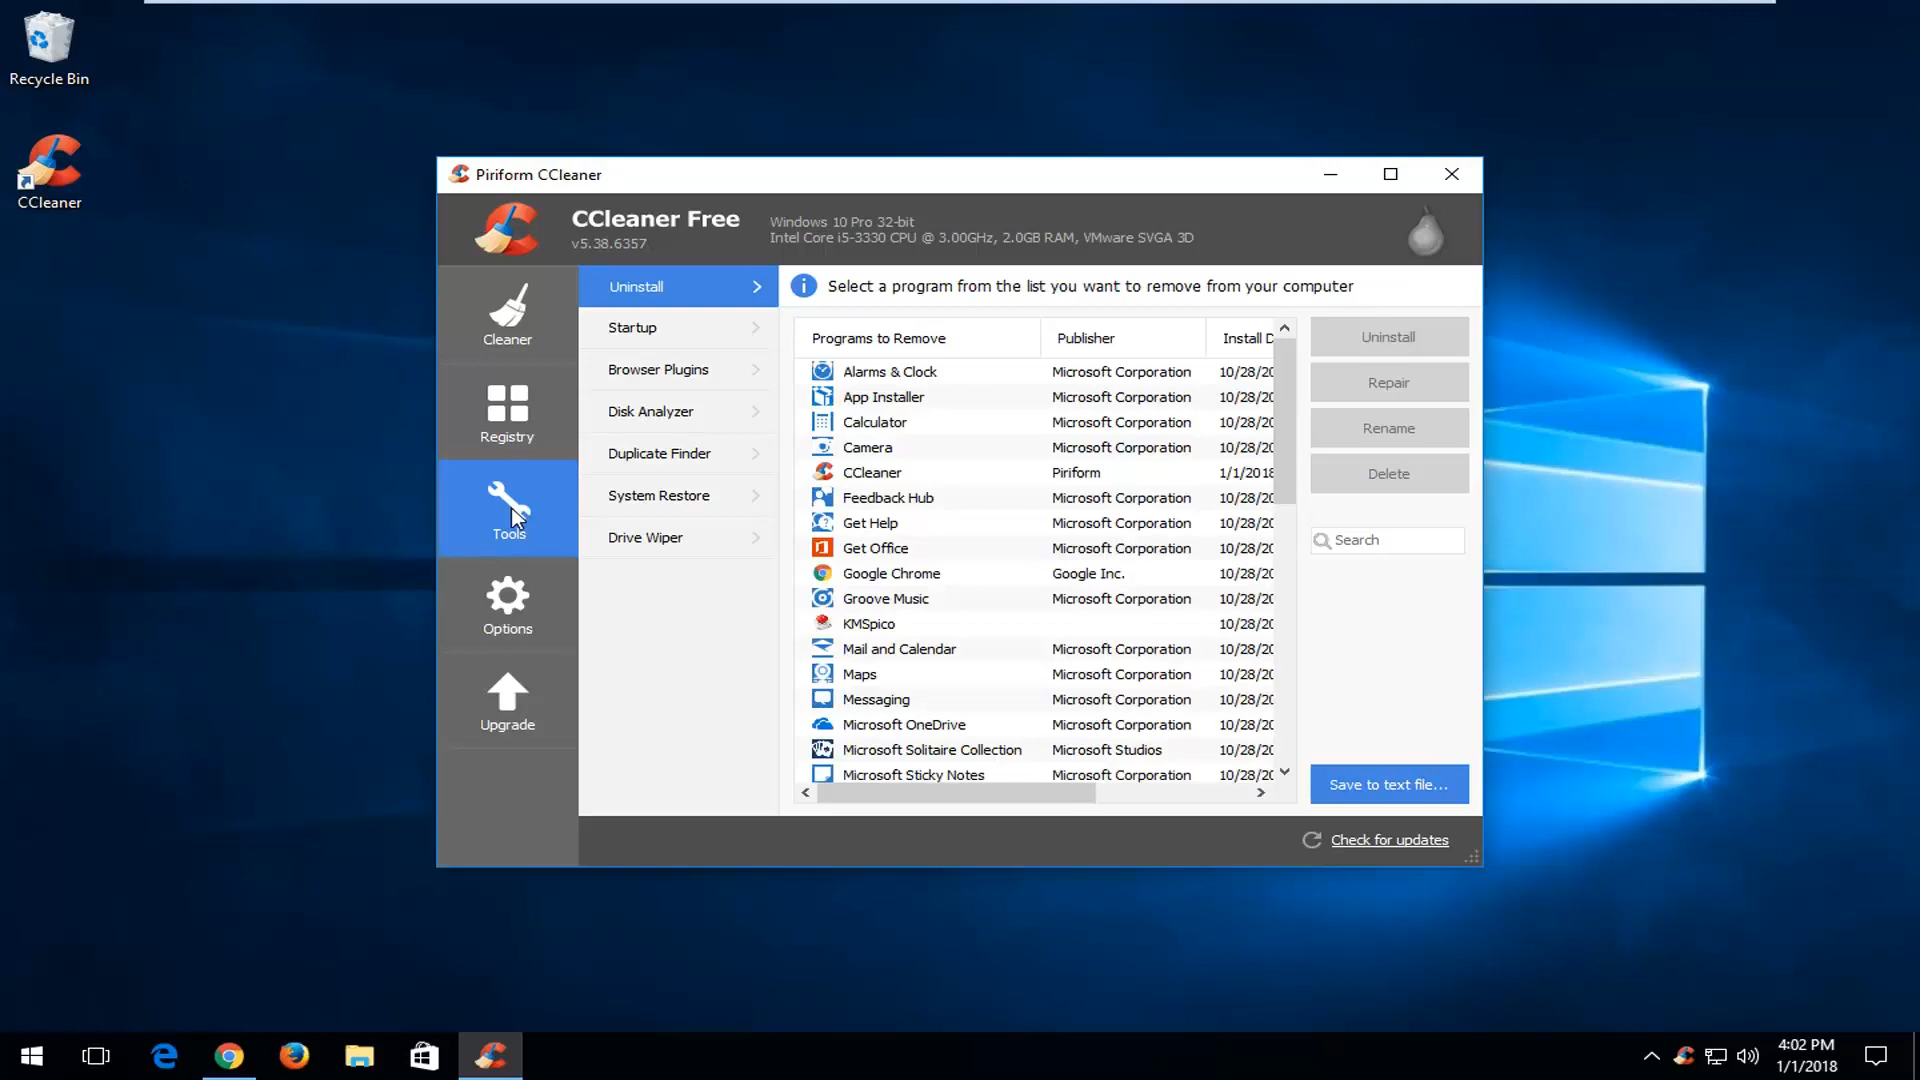 Recycle Bin
CCleaner
Piriform CCleaner
CCleaner Free
v5.38.6357
Windows 10 Pro 32-bit
Intel Core i5-3330 CPU @ 3.00GHz, 2.0GB RAM, VMware SVGA 3D
Cleaner
Registry
Tools
Options
Upgrade
Uninstall
Startup
Browser Plugins
Disk Analyzer
Duplicate Finder
System Restore
Drive Wiper
Select a program from the list you want to remove from your computer
Programs to Remove Publisher Install D
Alarms & Clock Microsoft Corporation 10/28/20
App Installer Microsoft Corporation 10/28/20
Calculator Microsoft Corporation 10/28/20
Camera Microsoft Corporation 10/28/20
CCleaner Piriform 1/1/2018
Feedback Hub Microsoft Corporation 10/28/20
Get Help Microsoft Corporation 10/28/20
Get Office Microsoft Corporation 10/28/20
Google Chrome Google Inc. 10/28/20
Groove Music Microsoft Corporation 10/28/20
KMSpico 10/28/20
Mail and Calendar Microsoft Corporation 10/28/20
Maps Microsoft Corporation 10/28/20
Messaging Microsoft Corporation 10/28/20
Microsoft OneDrive Microsoft Corporation 10/28/20
Microsoft Solitaire Collection Microsoft Studios 10/28/20
Microsoft Sticky Notes Microsoft Corporation 10/28/20
Uninstall
Repair
Rename
Delete
Search
Save to text file...
Check for updates
4:02 PM
1/1/2018